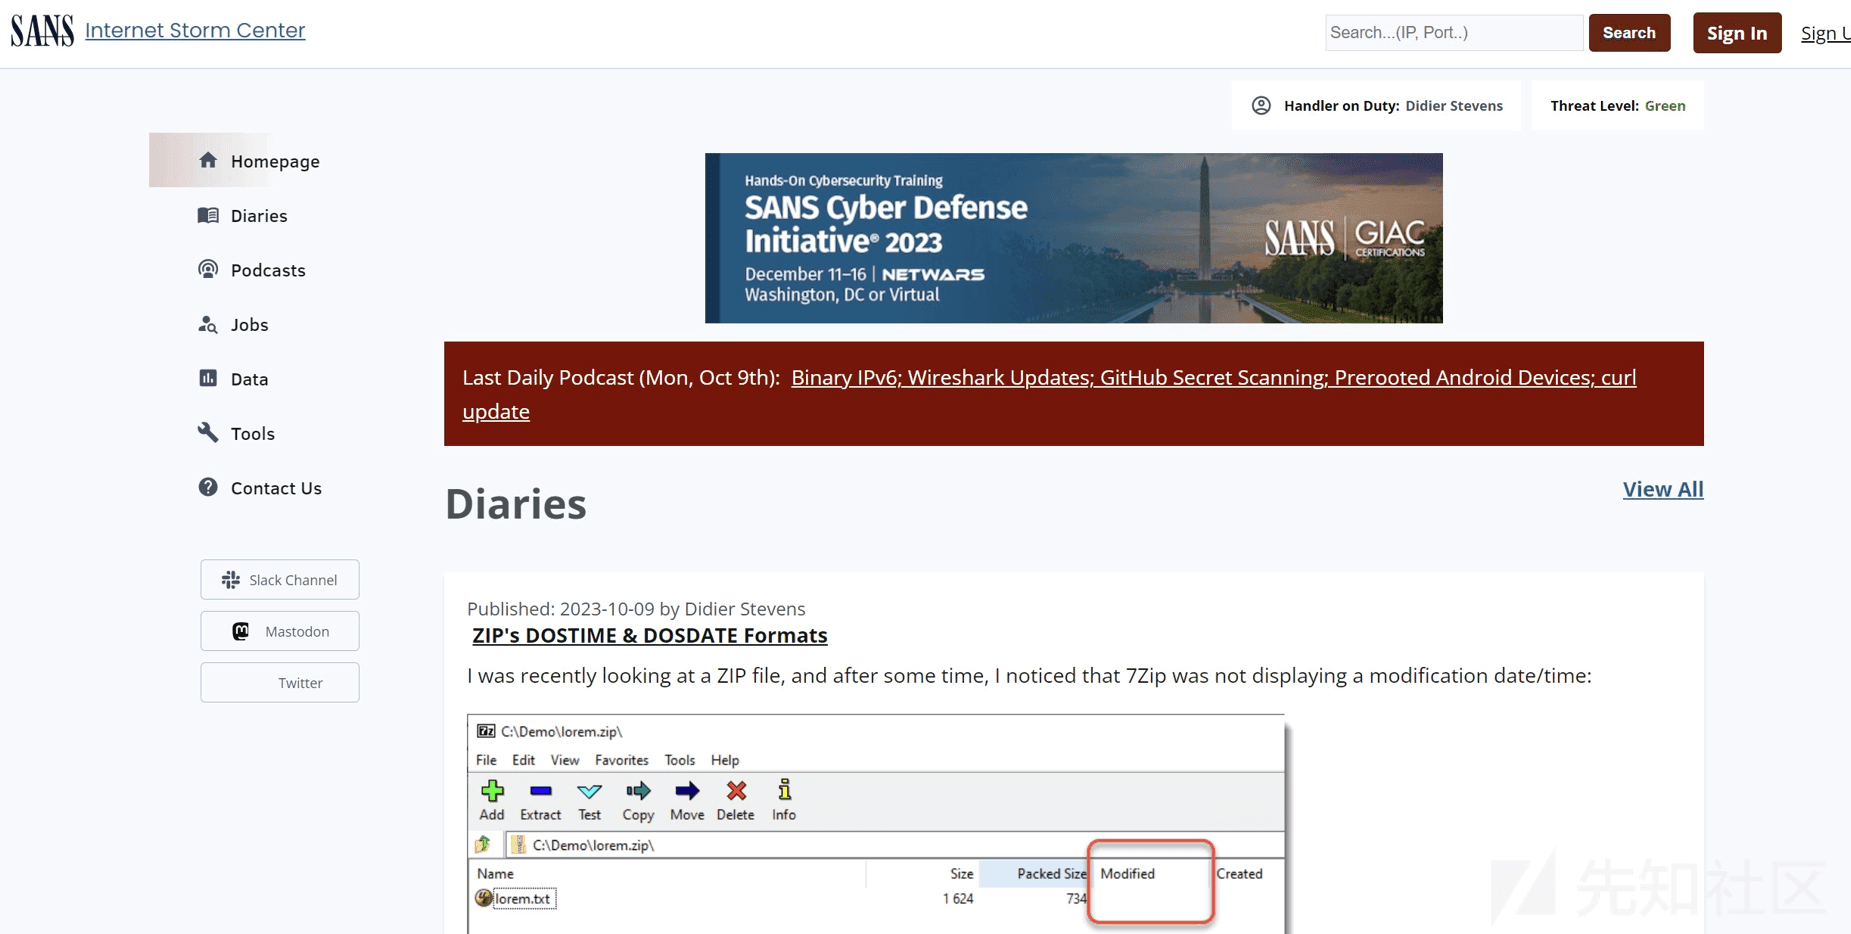 SANS Internet Storm Center
Search...(IP, Port..)
Search
Sign In
Sign U
Handler on Duty: Didier Stevens
Threat Level: Green
Homepage
Diaries
Podcasts
Jobs
Data
Tools
Contact Us
Slack Channel
Mastodon
Twitter
Hands-On Cybersecurity Training
SANS Cyber Defense
Initiative® 2023
December 11–16 | NETWARS
Washington, DC or Virtual
SANS | GIAC
CERTIFICATIONS
Last Daily Podcast (Mon, Oct 9th): Binary IPv6; Wireshark Updates; GitHub Secret Scanning; Prerooted Android Devices; curl
update
Diaries
View All
Published: 2023-10-09 by Didier Stevens
ZIP's DOSTIME & DOSDATE Formats
I was recently looking at a ZIP file, and after some time, I noticed that 7Zip was not displaying a modification date/time:
7z C:\Demo\lorem.zip\
File Edit View Favorites Tools Help
Add Extract Test Copy Move Delete Info
C:\Demo\lorem.zip\
Name Size Packed Size Modified Created
lorem.txt 1 624 734
先知社区